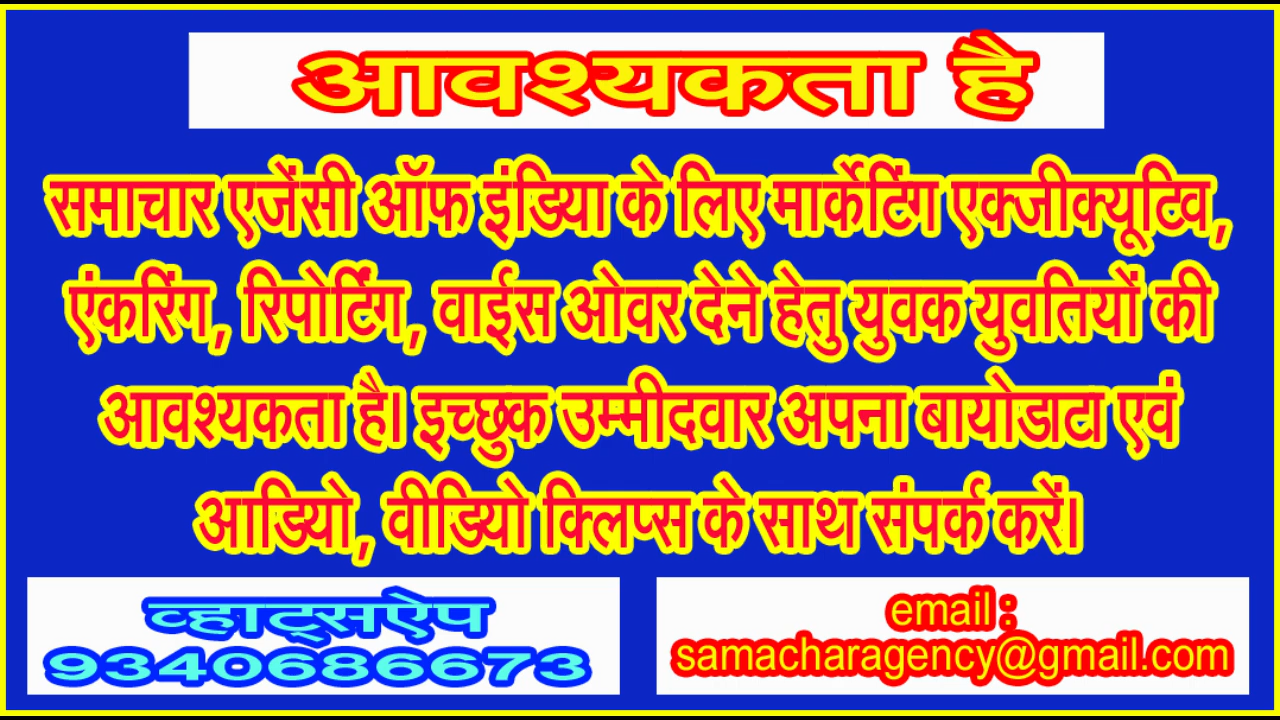 आवश्यकता है
समाचार एजेंसी ऑफ इंडिया के लिए मार्केटिंग एक्जीक्यूटिव,
एंकरिंग, रिपोर्टिंग, वाईस ओवर देने हेतु युवक युवतियों की
आवश्यकता है। इच्छुक उम्मीदवार अपना बायोडाटा एवं
आडियो, वीडियो क्लिप्स के साथ संपर्क करें।
व्हाट्सऐप
9340686673
email :
samacharagency@gmail.com